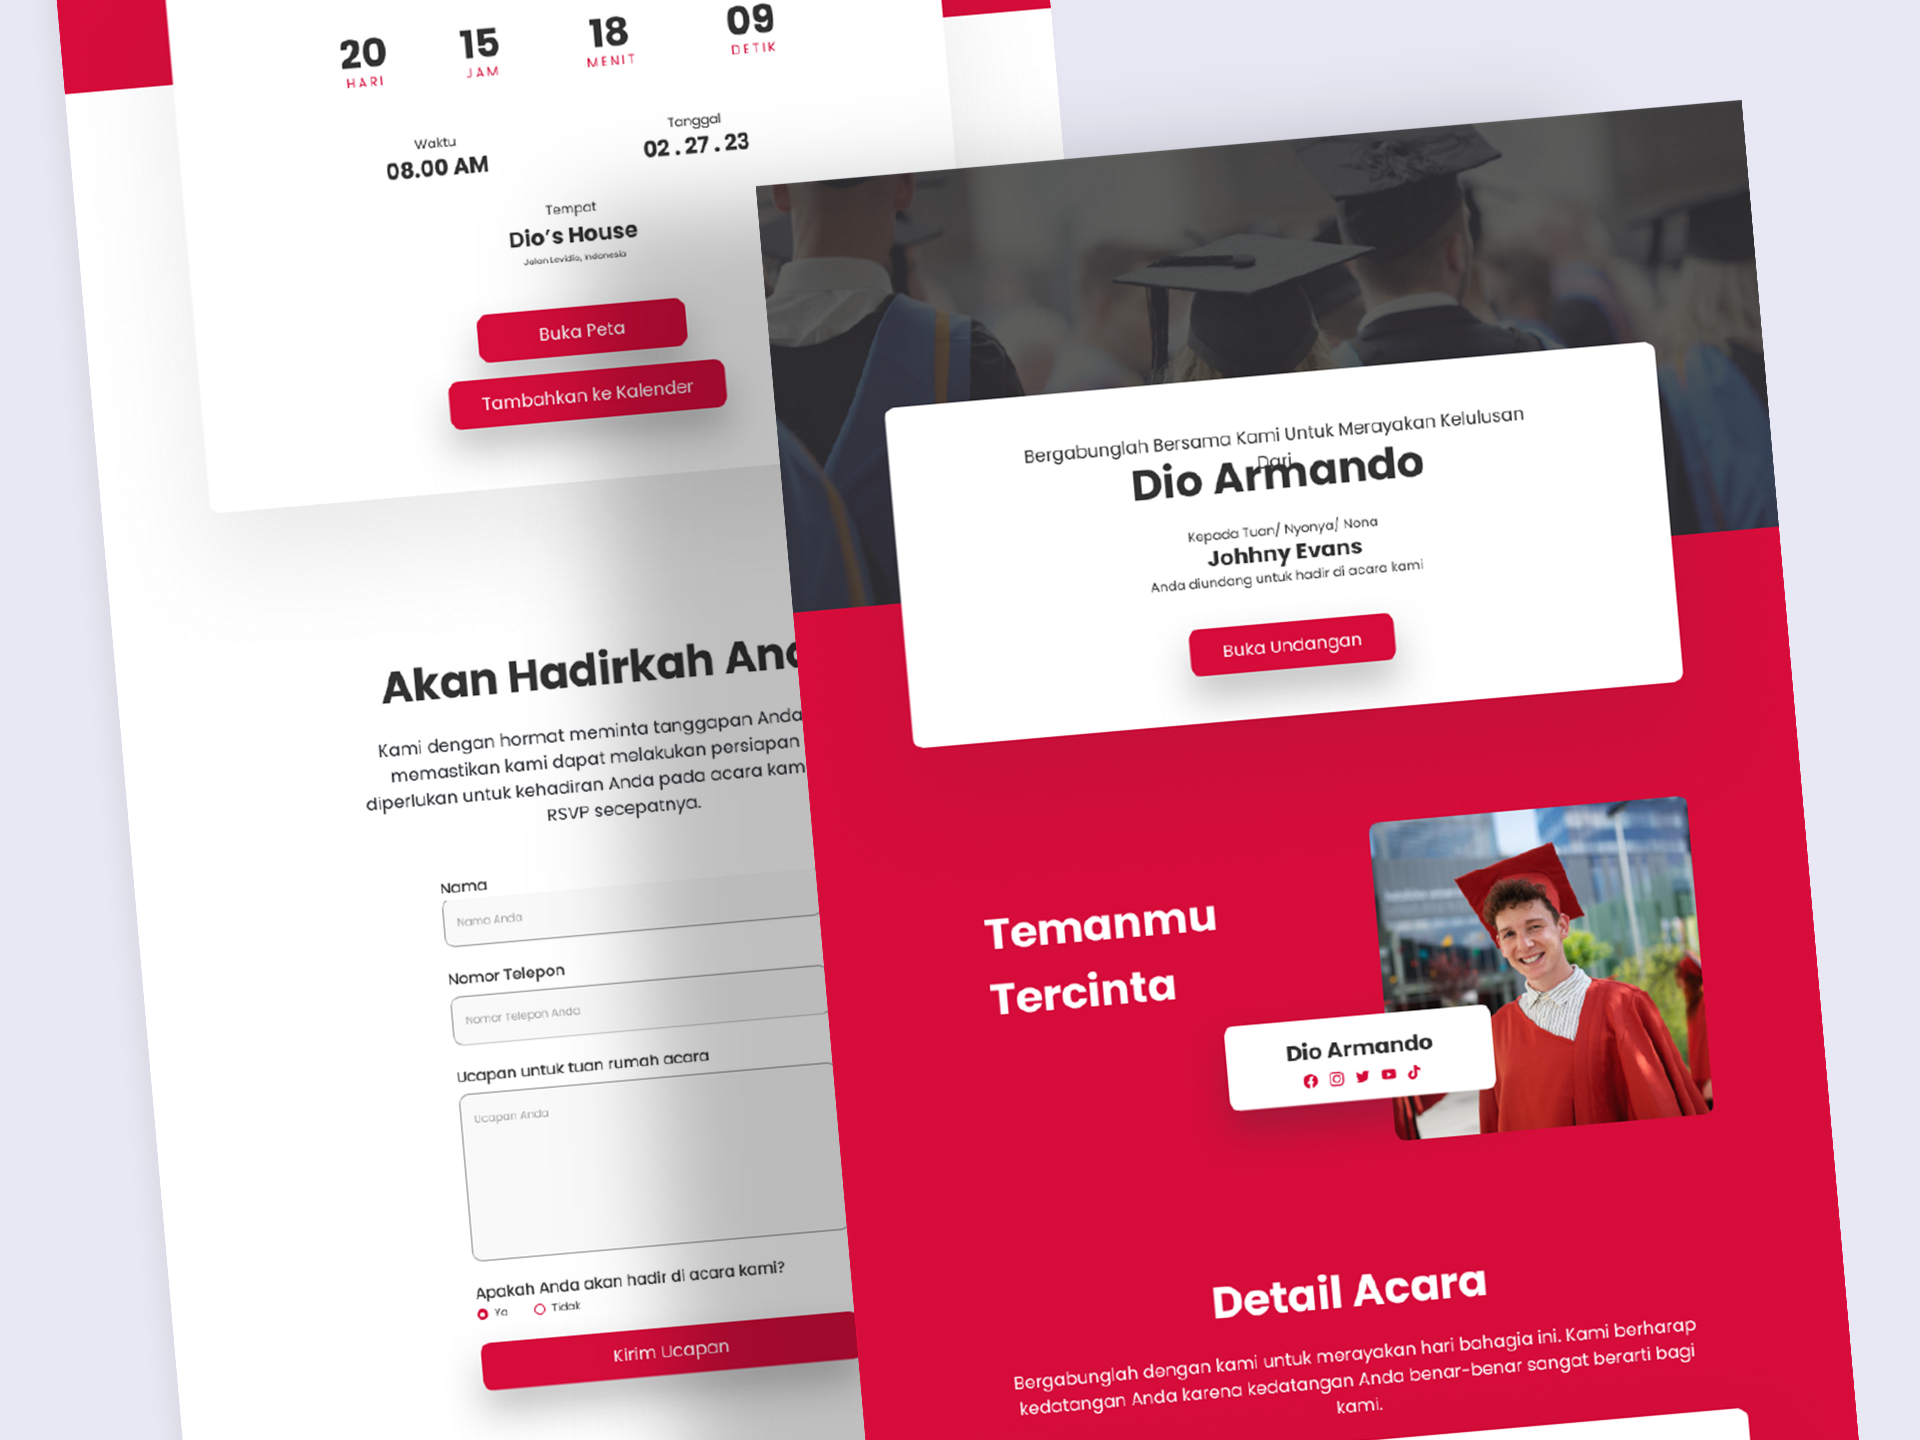 20
HARI
15
JAM
18
MENIT
09
DETIK
Waktu
08.00 AM
Tanggal
02 . 27 . 23
Tempat
Dio's House
Jalan Levidio, Indonesia
Buka Peta
Tambahkan ke Kalender
Akan Hadirkah
Kami dengan hormat meminta tanggapan Anda
memastikan kami dapat melakukan persiapan
diperlukan untuk kehadiran Anda pada acara kam
RSVP secepatnya.
Nama
Nama Anda
Nomor Telepon
Nomor Telepon Anda
Ucapan untuk tuan rumah acara
Ucapan Anda
Apakah Anda akan hadir di acara kami?
Ya
Tidak
Kirim Ucapan
Bergabunglah Bersama Kami Untuk Merayakan Kelulusan
Dari
Dio Armando
Kepada Tuan/ Nyonya/ Nona
Johhny Evans
Anda diundang untuk hadir di acara kami
Buka Undangan
Temanmu
Tercinta
Dio Armando
Detail Acara
Bergabunglah dengan kami untuk merayakan hari bahagia ini. Kami berharap
kedatangan Anda karena kedatangan Anda benar-benar sangat berarti bagi
kami.